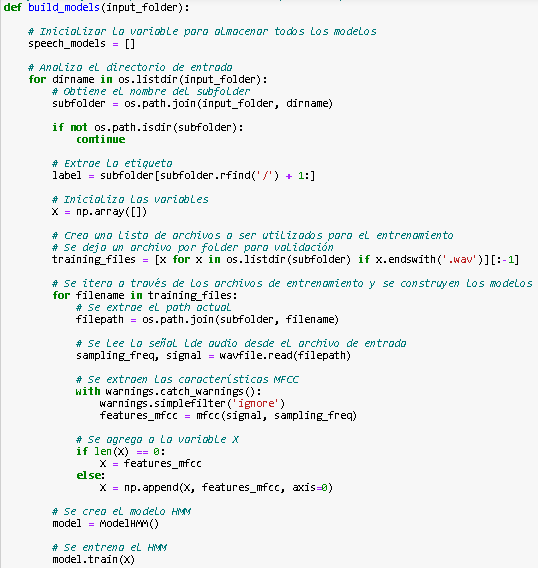 def build_models(input_folder):
# Inicializar la variable para almacenar todos los modelos
speech_models = []
# Analiza el directorio de entrada
for dirname in os.listdir(input_folder):
# Obtiene el nombre del subfolder
subfolder = os.path.join(input_folder, dirname)
if not os.path.isdir(subfolder):
continue
# Extrae la etiqueta
label = subfolder[subfolder.rfind('/') + 1:]
# Inicializa las variables
X = np.array([])
# Crea una lista de archivos a ser utilizados para el entrenamiento
# Se deja un archivo por folder para validación
training_files = [x for x in os.listdir(subfolder) if x.endswith('.wav')][:-1]
# Se itera a través de los archivos de entrenamiento y se construyen los modelos
for filename in training_files:
# Se extrae el path actual
filepath = os.path.join(subfolder, filename)
# Se lee la señal lde audio desde el archivo de entrada
sampling_freq, signal = wavfile.read(filepath)
# Se extraen las características MFCC
with warnings.catch_warnings():
warnings.simplefilter('ignore')
features_mfcc = mfcc(signal, sampling_freq)
# Se agrega a la variable X
if len(X) == 0:
X = features_mfcc
else:
X = np.append(X, features_mfcc, axis=0)
# Se crea el modelo HMM
model = ModelHMM()
# Se entrena el HMM
model.train(X)